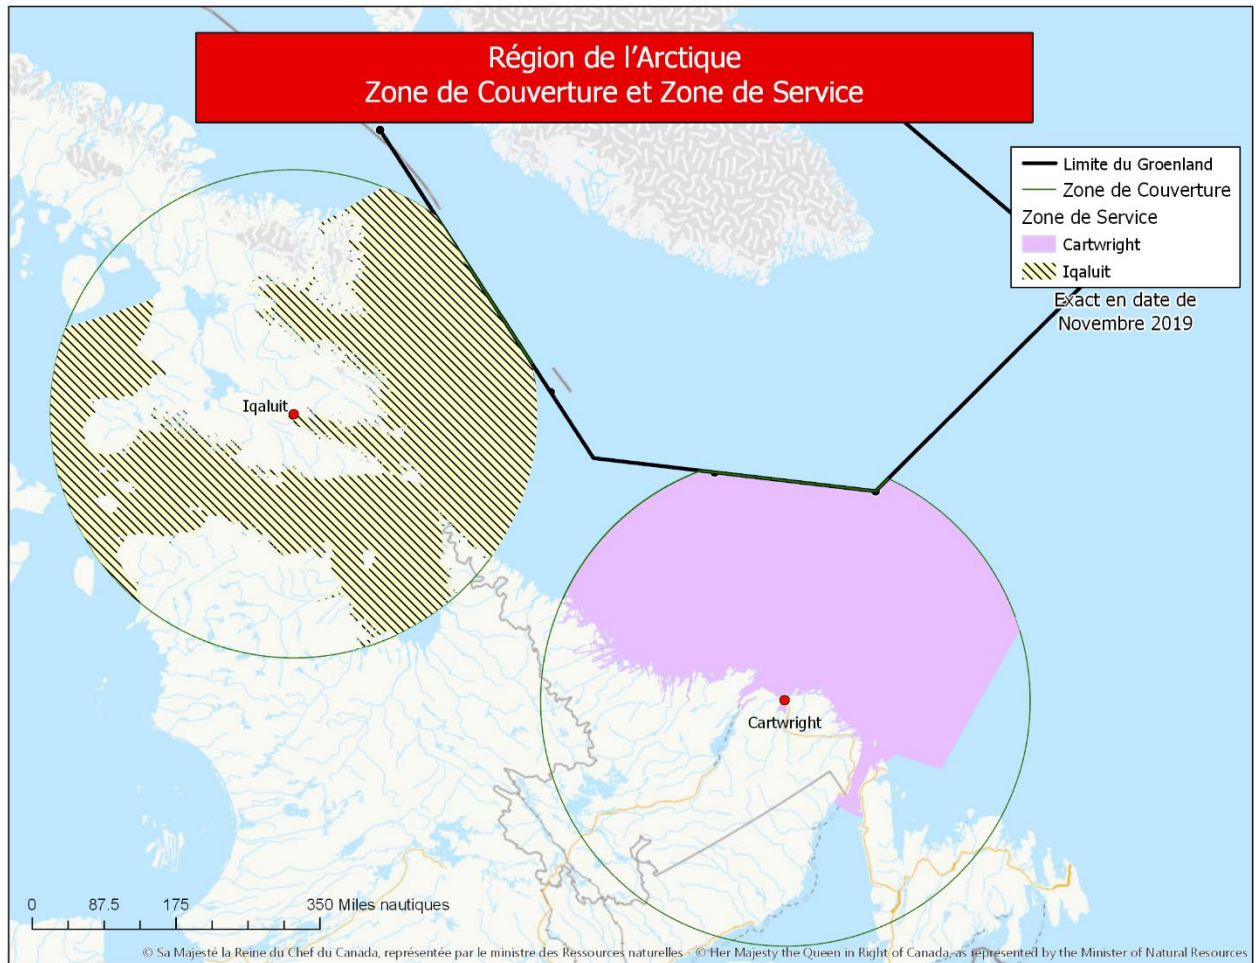 Région de l'Arctique
Zone de Couverture et Zone de Service
Limite du Groenland
Zone de Couverture
Zone de Service
Cartwright
Iqaluit
Exact en date de
Novembre 2019
Iqaluit
Cartwright
0 87.5 175 350 Miles nautiques
© Sa Majesté la Reine du Chef du Canada, représentée par le ministre des Ressources naturelles - © Her Majesty the Queen in Right of Canada, as represented by the Minister of Natural Resources